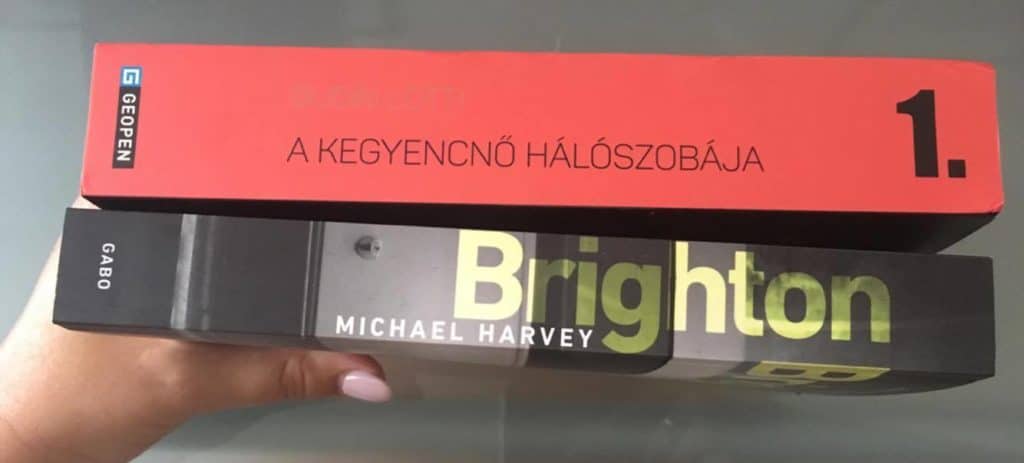 GEOPEN
A KEGYENCNŐ HÁLÓSZOBÁJA
1.
GABO
Brighton
MICHAEL HARVEY